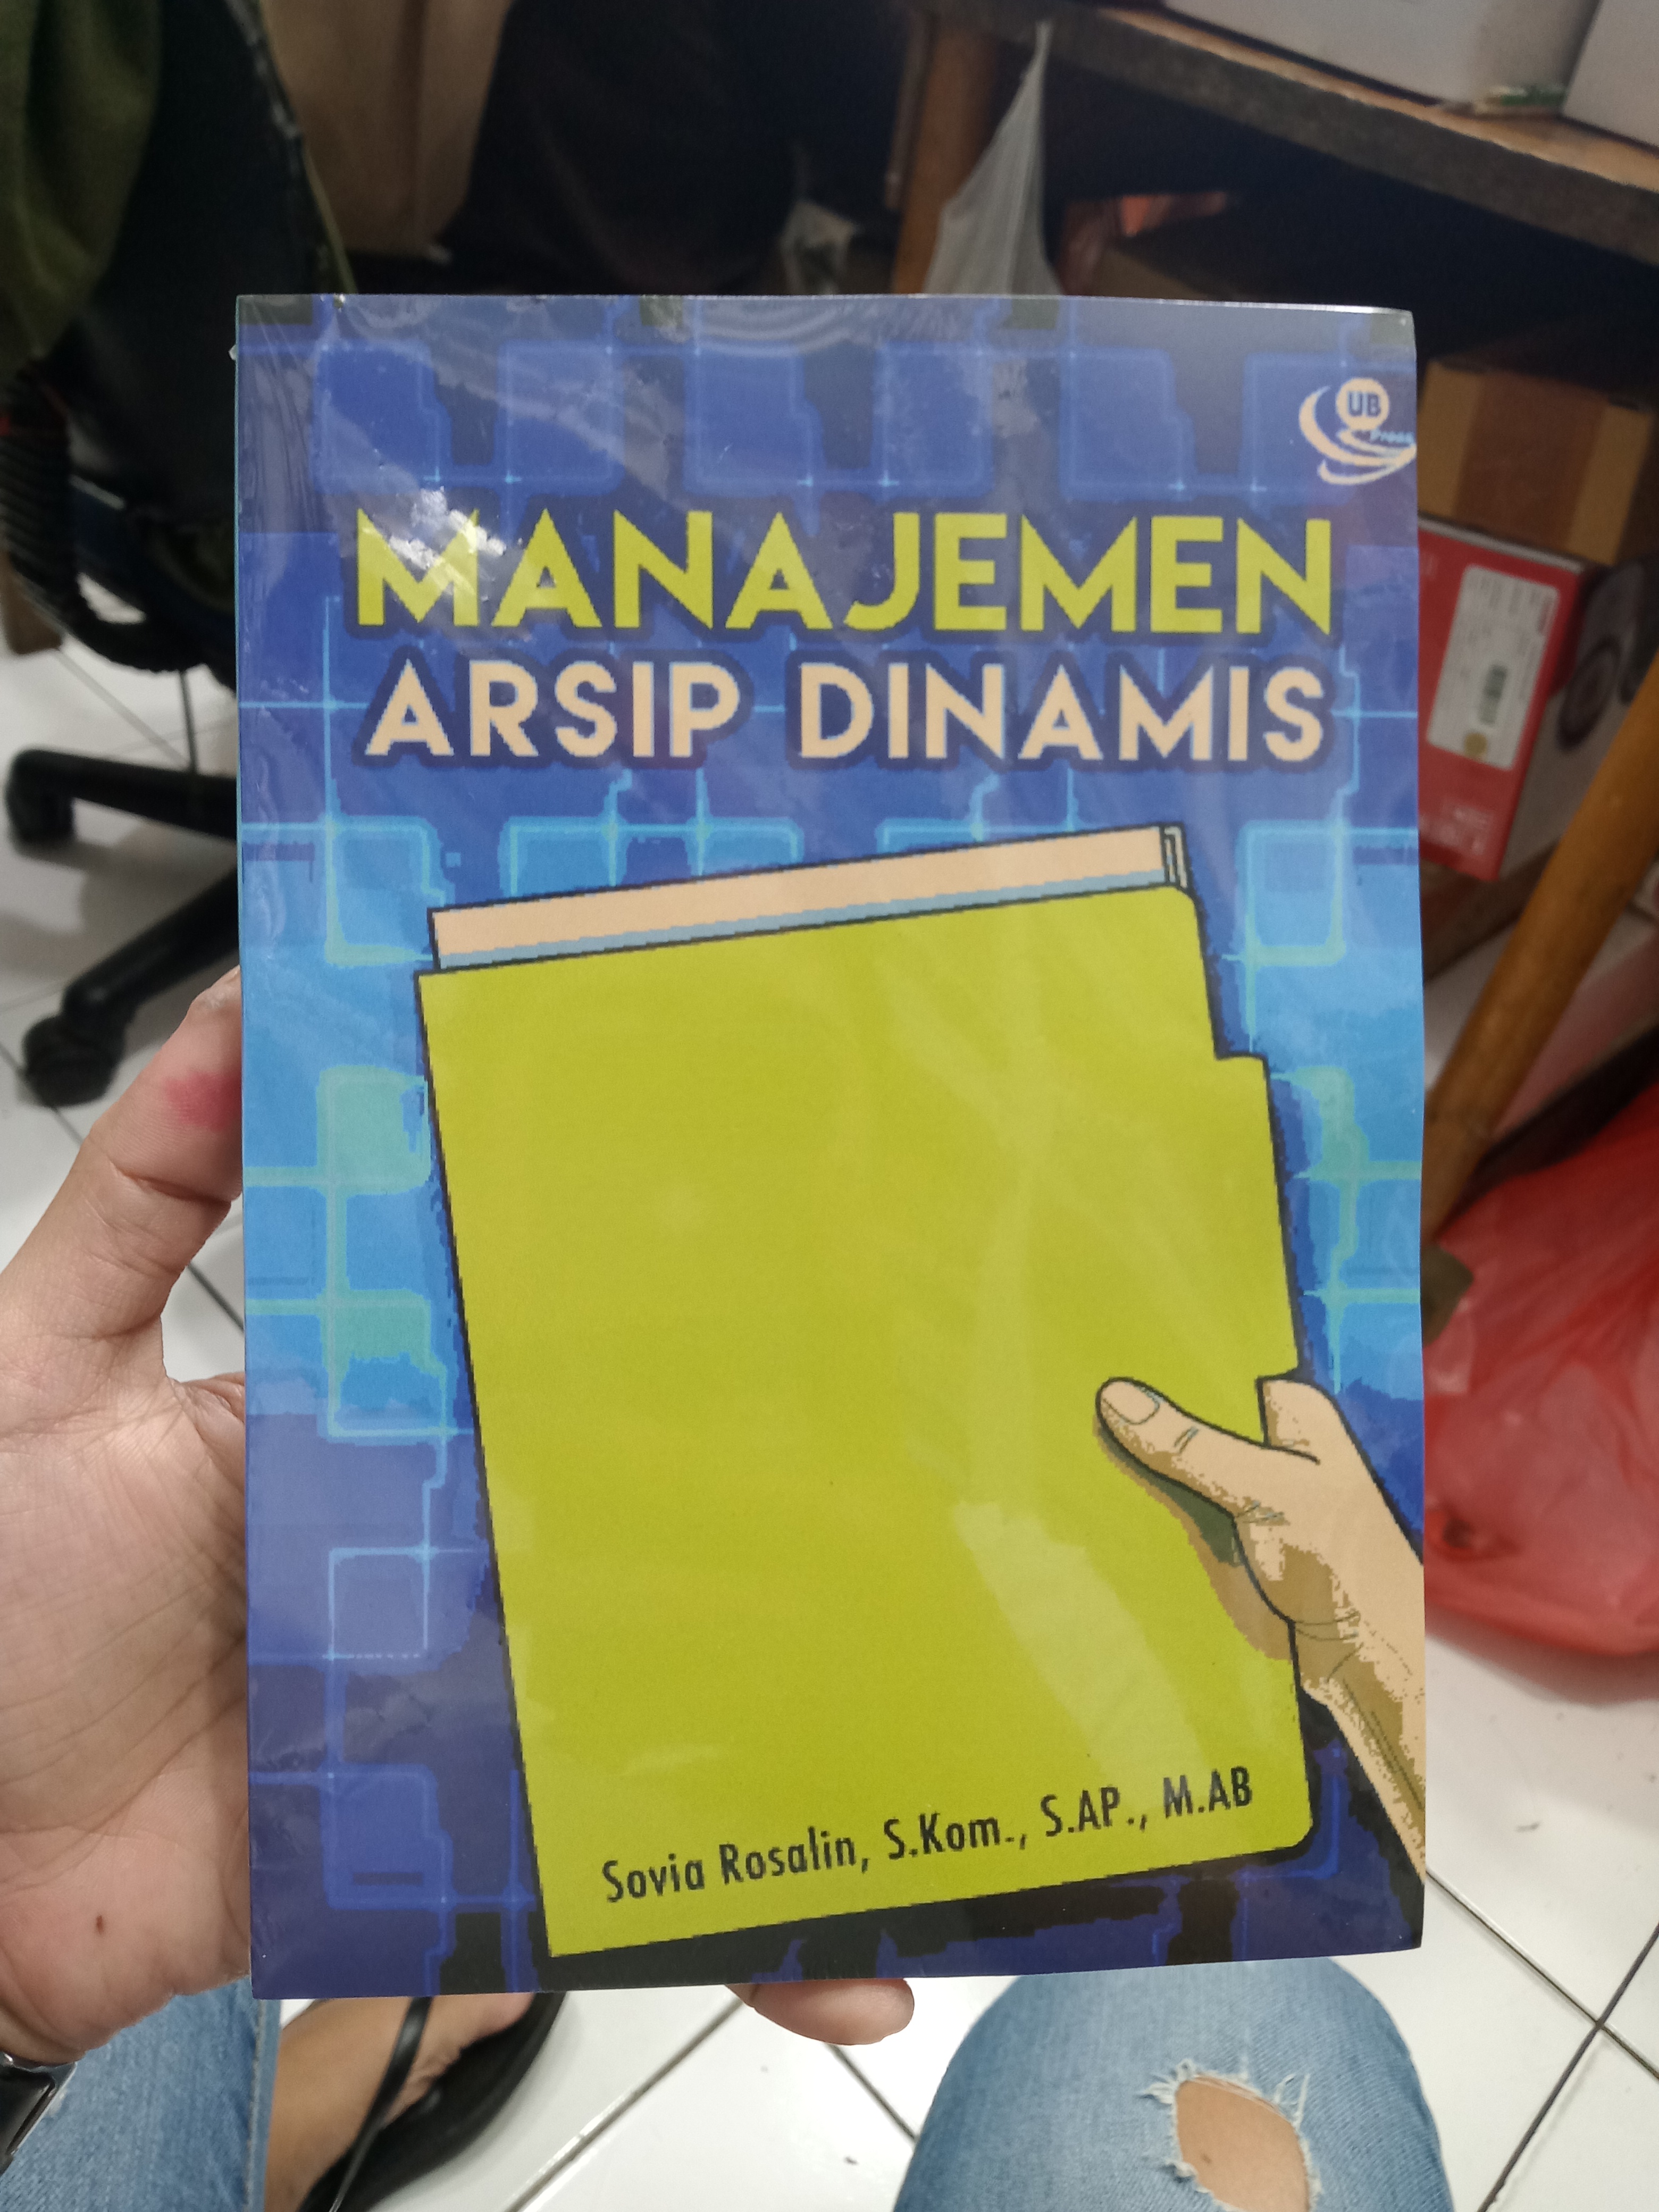 UB
Press
MANAJEMEN
ARSIP DINAMIS
Sovia Rosalin, S.Kom., S.AP., M.AB